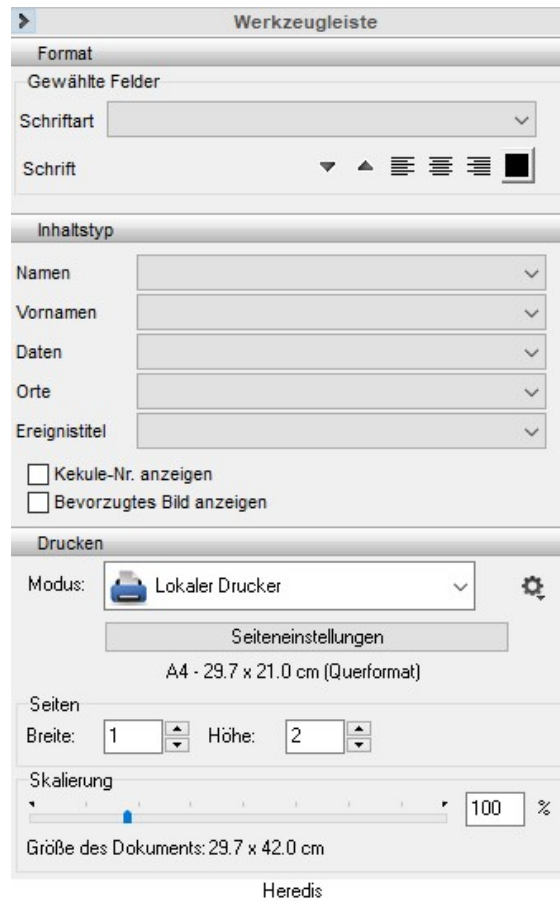 Werkzeugleiste
Format
Gewählte Felder
Schriftart
Schrift
Inhaltstyp
Namen
Vornamen
Daten
Orte
Ereignistitel
Kekule-Nr. anzeigen
Bevorzugtes Bild anzeigen
Drucken
Modus: Lokaler Drucker
Seiteneinstellungen
A4 - 29.7 x 21.0 cm (Querformat)
Seiten
Breite: 1 Höhe: 2
Skalierung
100 %
Größe des Dokuments: 29.7 x 42.0 cm
Heredis